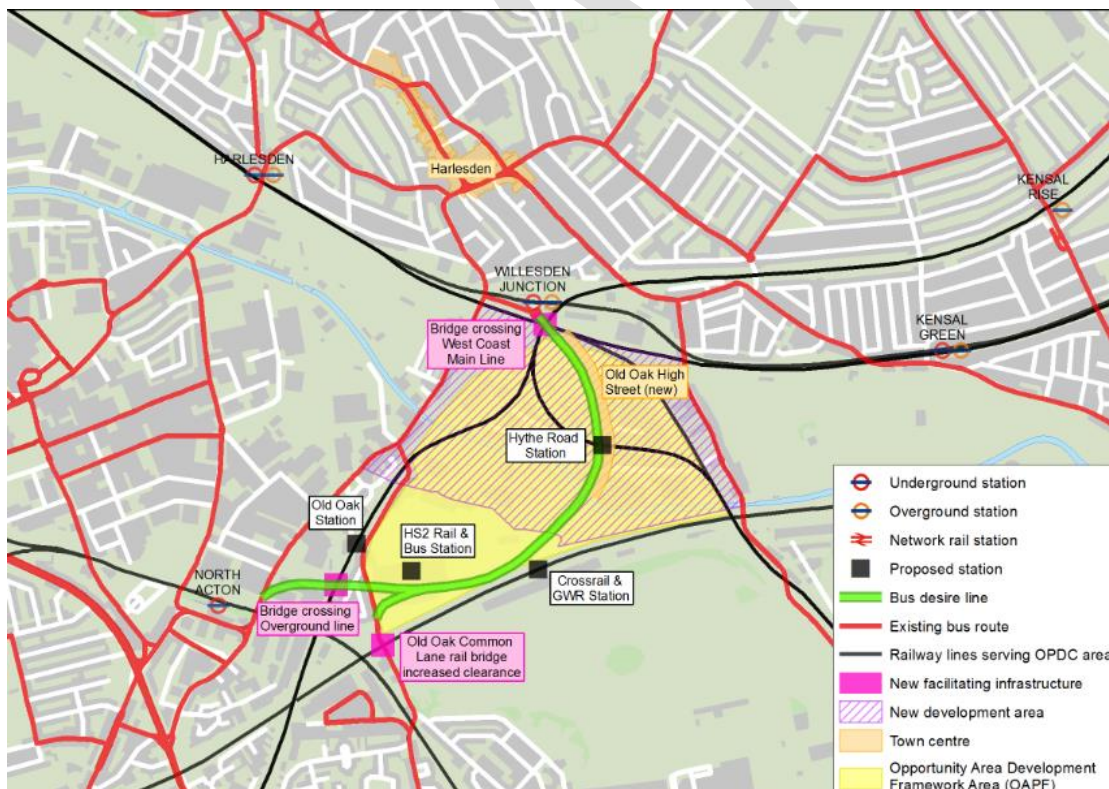 HARLESDEN
Harlesden
KENSAL
RISE
WILLESDEN
JUNCTION
Bridge crossing
West Coast
Main Line
KENSAL
GREEN
Old Oak High
Street (new)
Hythe Road
Station
Old Oak
Station
HS2 Rail &
Bus Station
NORTH
ACTON
Crossrail &
GWR Station
Bridge crossing
Overground line
Old Oak Common
Lane rail bridge
increased clearance
Underground station
Overground station
Network rail station
Proposed station
Bus desire line
Existing bus route
Railway lines serving OPDC area
New facilitating infrastructure
New development area
Town centre
Opportunity Area Development
Framework Area (OAPF)